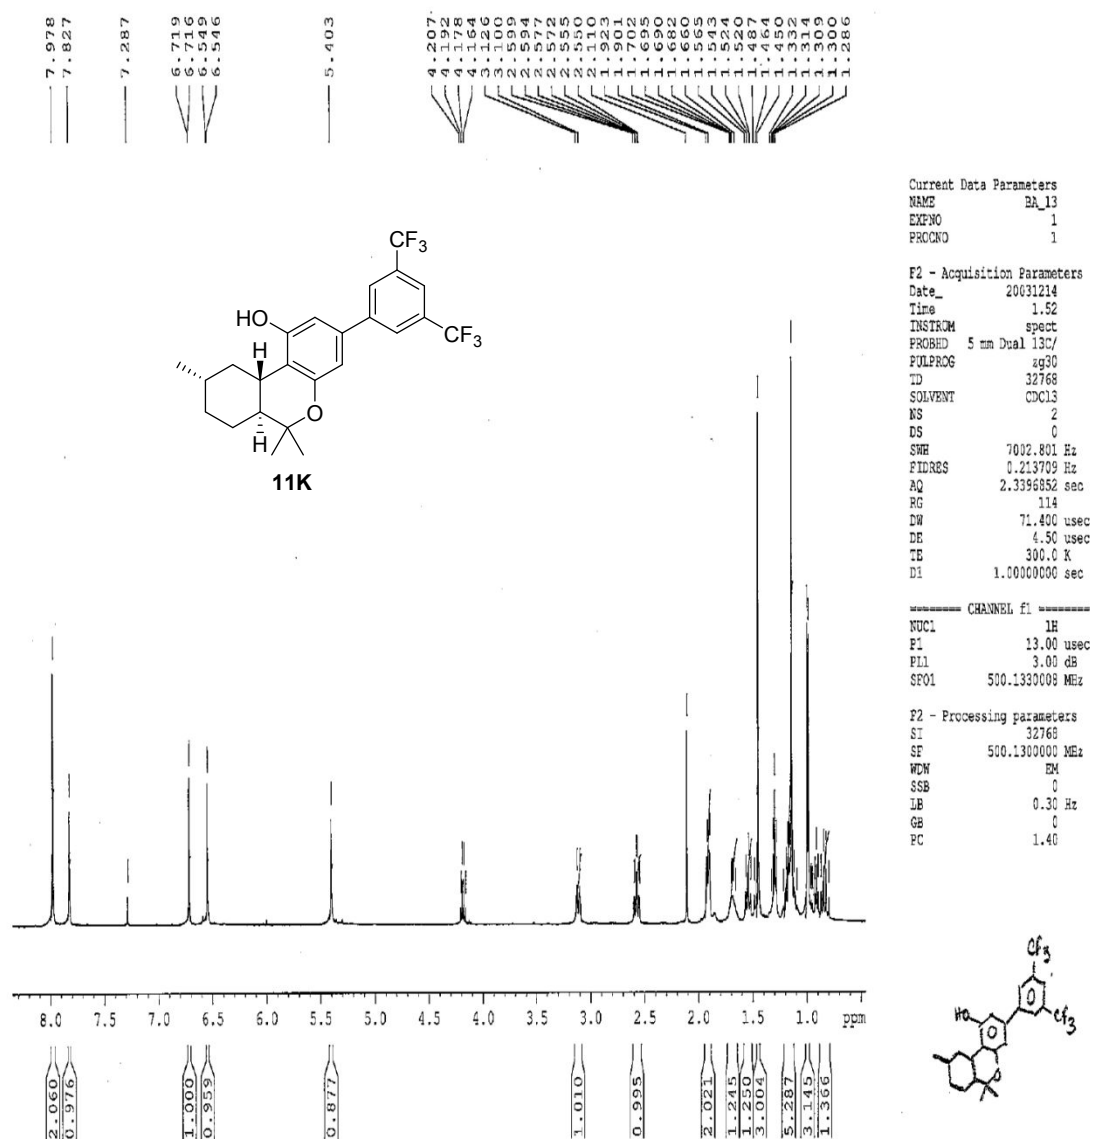 7.978
7.827
7.287
6.719
6.716
6.549
6.546
5.403
4.207
4.192
4.178
4.164
3.126
3.100
2.599
2.594
2.577
2.572
2.555
2.550
2.110
1.923
1.901
1.702
1.695
1.690
1.682
1.660
1.565
1.543
1.524
1.520
1.487
1.464
1.450
1.332
1.314
1.309
1.300
1.286
Current Data Parameters
NAME BA_13
EXPNO 1
PROCNO 1
F2 - Acquisition Parameters
Date_ 20031214
Time 1.52
INSTRUM spect
PROBHD 5 mm Dual 13C/
PULPROG zg30
TD 32768
SOLVENT CDCl3
NS 2
DS 0
SWH 7002.801 Hz
FIDRES 0.213709 Hz
AQ 2.3396852 sec
RG 114
DW 71.400 usec
DE 4.50 usec
TE 300.0 K
D1 1.00000000 sec
======== CHANNEL f1 ========
NUC1 1H
P1 13.00 usec
PL1 3.00 dB
SFO1 500.1330008 MHz
F2 - Processing parameters
SI 32768
SF 500.1300000 MHz
WDW EM
SSB 0
LB 0.30 Hz
GB 0
PC 1.40
CF3
CF3
HO
H
O
H
11K
8.0 7.5 7.0 6.5 6.0 5.5 5.0 4.5 4.0 3.5 3.0 2.5 2.0 1.5 1.0 ppm
2.060
0.976
1.000
0.959
0.877
1.010
0.995
2.021
1.245
1.250
3.004
5.287
3.145
1.366
CF3
HO
CF3
O